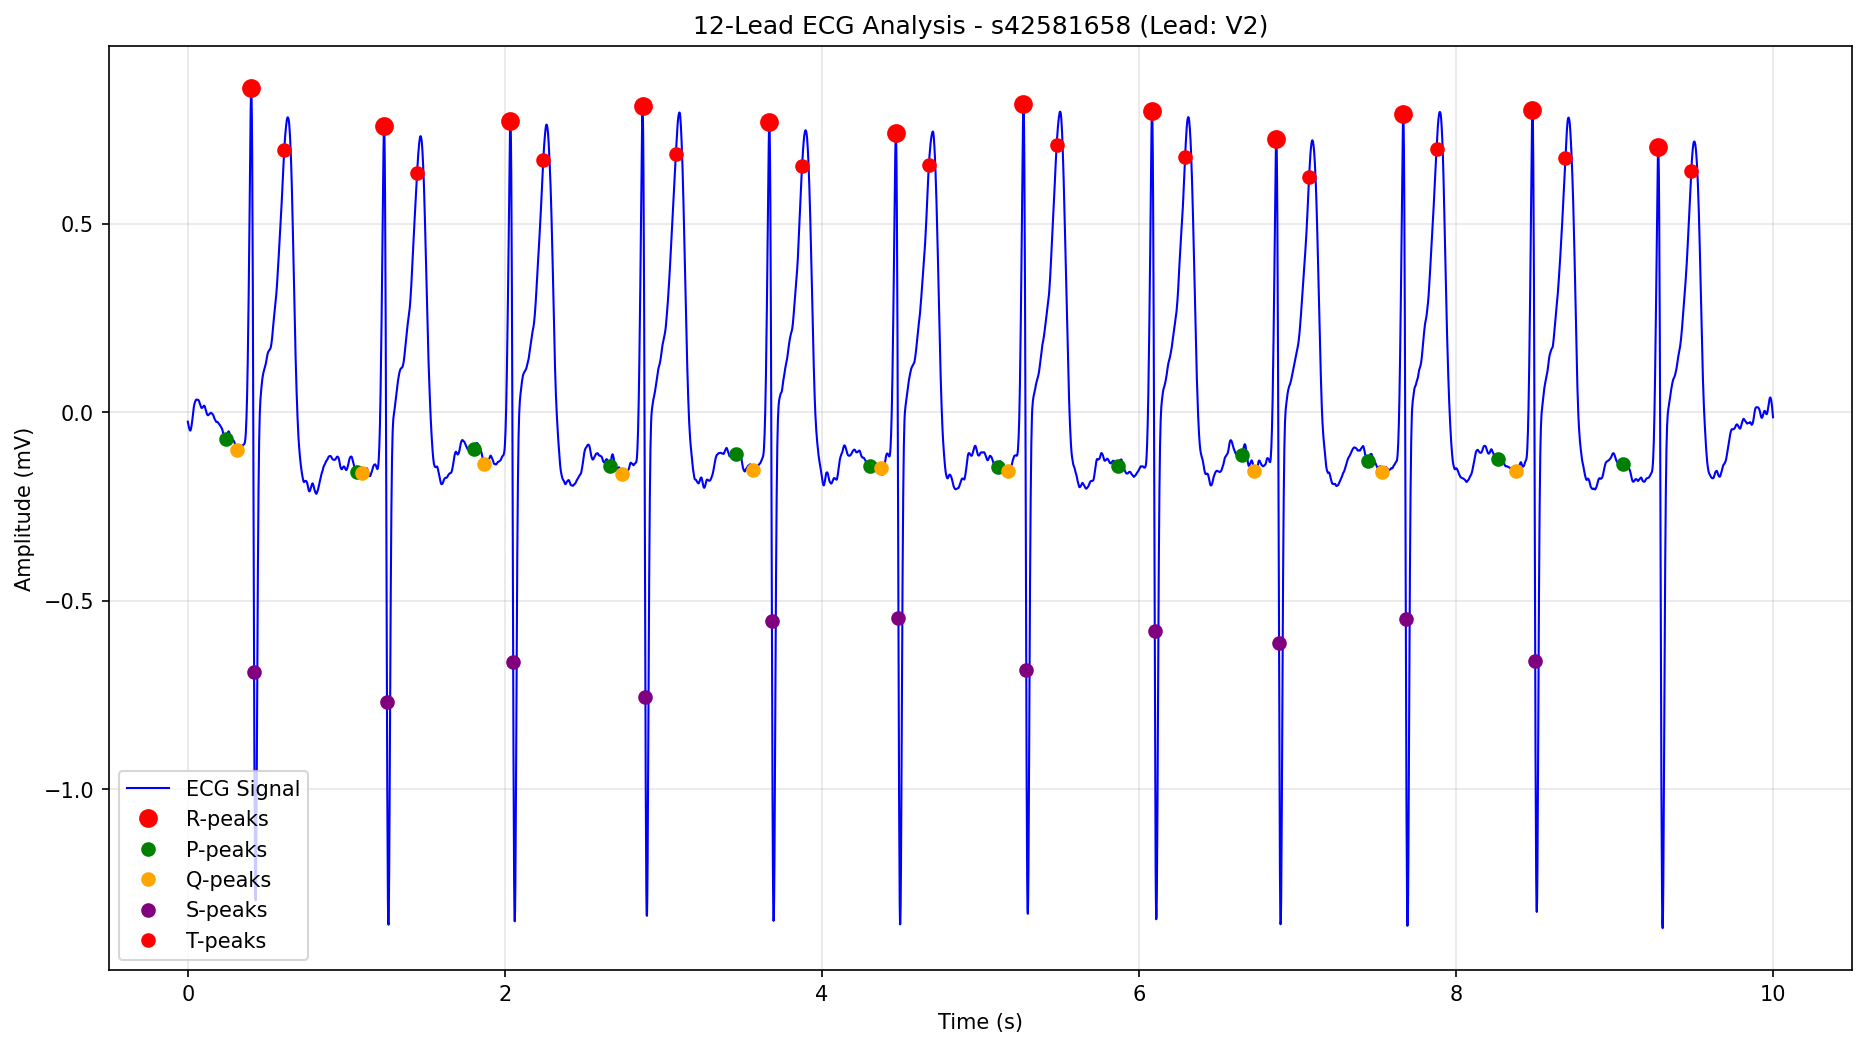 12-Lead ECG Analysis - s42581658 (Lead: V2)
Amplitude (mV)
0.5
0.0
−0.5
−1.0
ECG Signal
R-peaks
P-peaks
Q-peaks
S-peaks
T-peaks
0 2 4 6 8 10
Time (s)